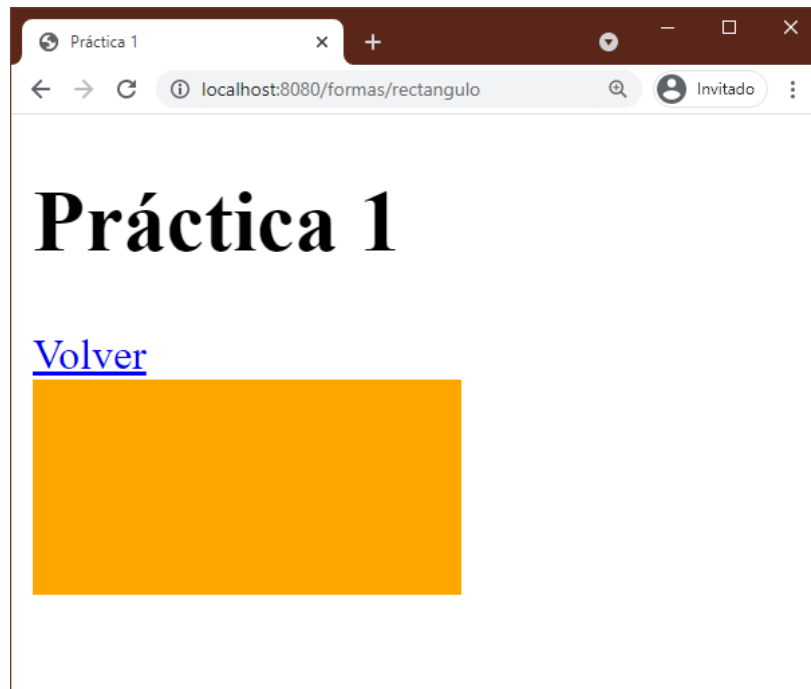 Práctica 1
localhost:8080/formas/rectangulo
Invitado
Práctica 1
Volver